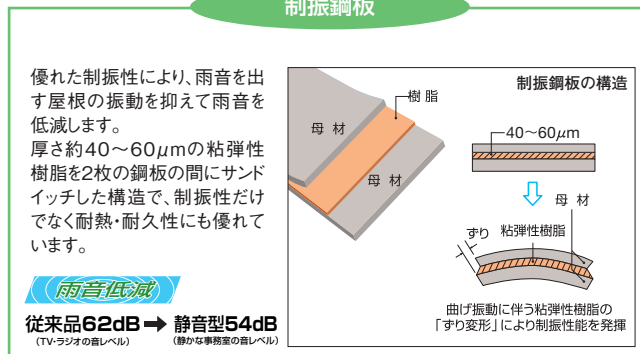 制振鋼板
優れた制振性により、雨音を出
す屋根の振動を抑えて雨音を
低減します。
厚さ約40～60μmの粘弾性
樹脂を2枚の鋼板の間にサンド
イッチした構造で、制振性だけ
でなく耐熱・耐久性にも優れて
います。
雨音低減
従来品62dB ➡ 静音型54dB
（TV・ラジオの音レベル） （静かな事務室の音レベル）
制振鋼板の構造
樹脂
母材
母材
40～60μm
母材
ずり 粘弾性樹脂
曲げ振動に伴う粘弾性樹脂の
「ずり変形」により制振性能を発揮